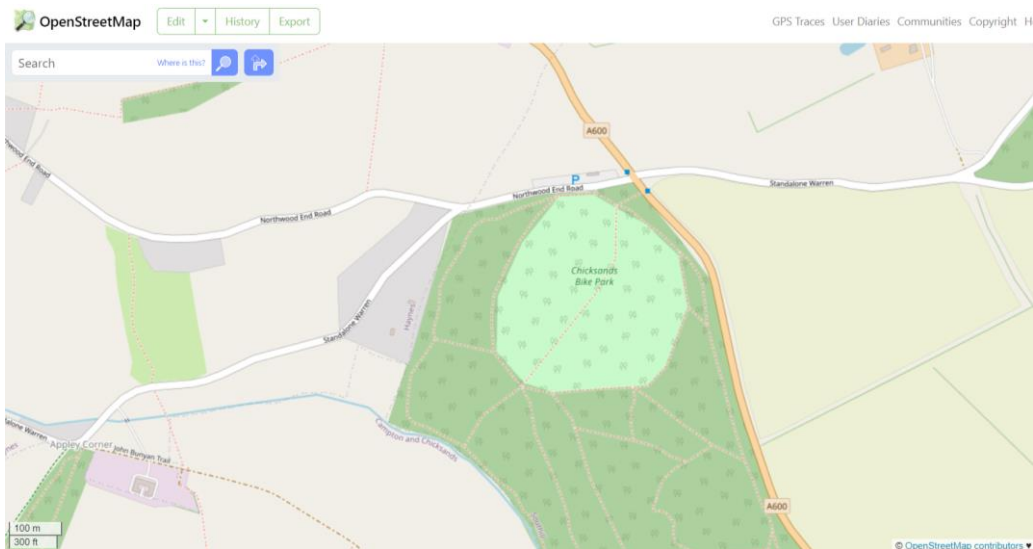 OpenStreetMap
Edit
History
Export
GPS Traces
User Diaries
Communities
Copyright
H
Search
Where is this?
A600
P
Northwood End Road
Standalone Warren
End Road
Northwood End Road
Chicksands
Bike Park
Haynes
Standalone Warren
Campton and Chicksands
Appley Corner
John Bunyan Trail
A600
100 m
300 ft
© OpenStreetMap contributors